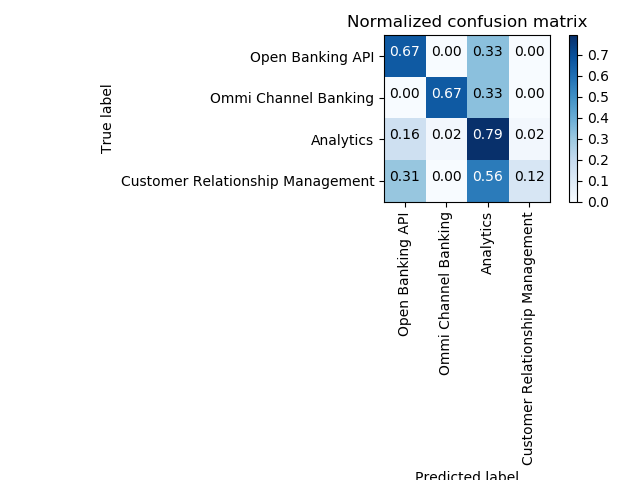 Normalized confusion matrix
True label
Open Banking API 0.67 0.00 0.33 0.00
Ommi Channel Banking 0.00 0.67 0.33 0.00
Analytics 0.16 0.02 0.79 0.02
Customer Relationship Management 0.31 0.00 0.56 0.12
Open Banking API
Ommi Channel Banking
Analytics
Customer Relationship Management
Predicted label
0.7
0.6
0.5
0.4
0.3
0.2
0.1
0.0